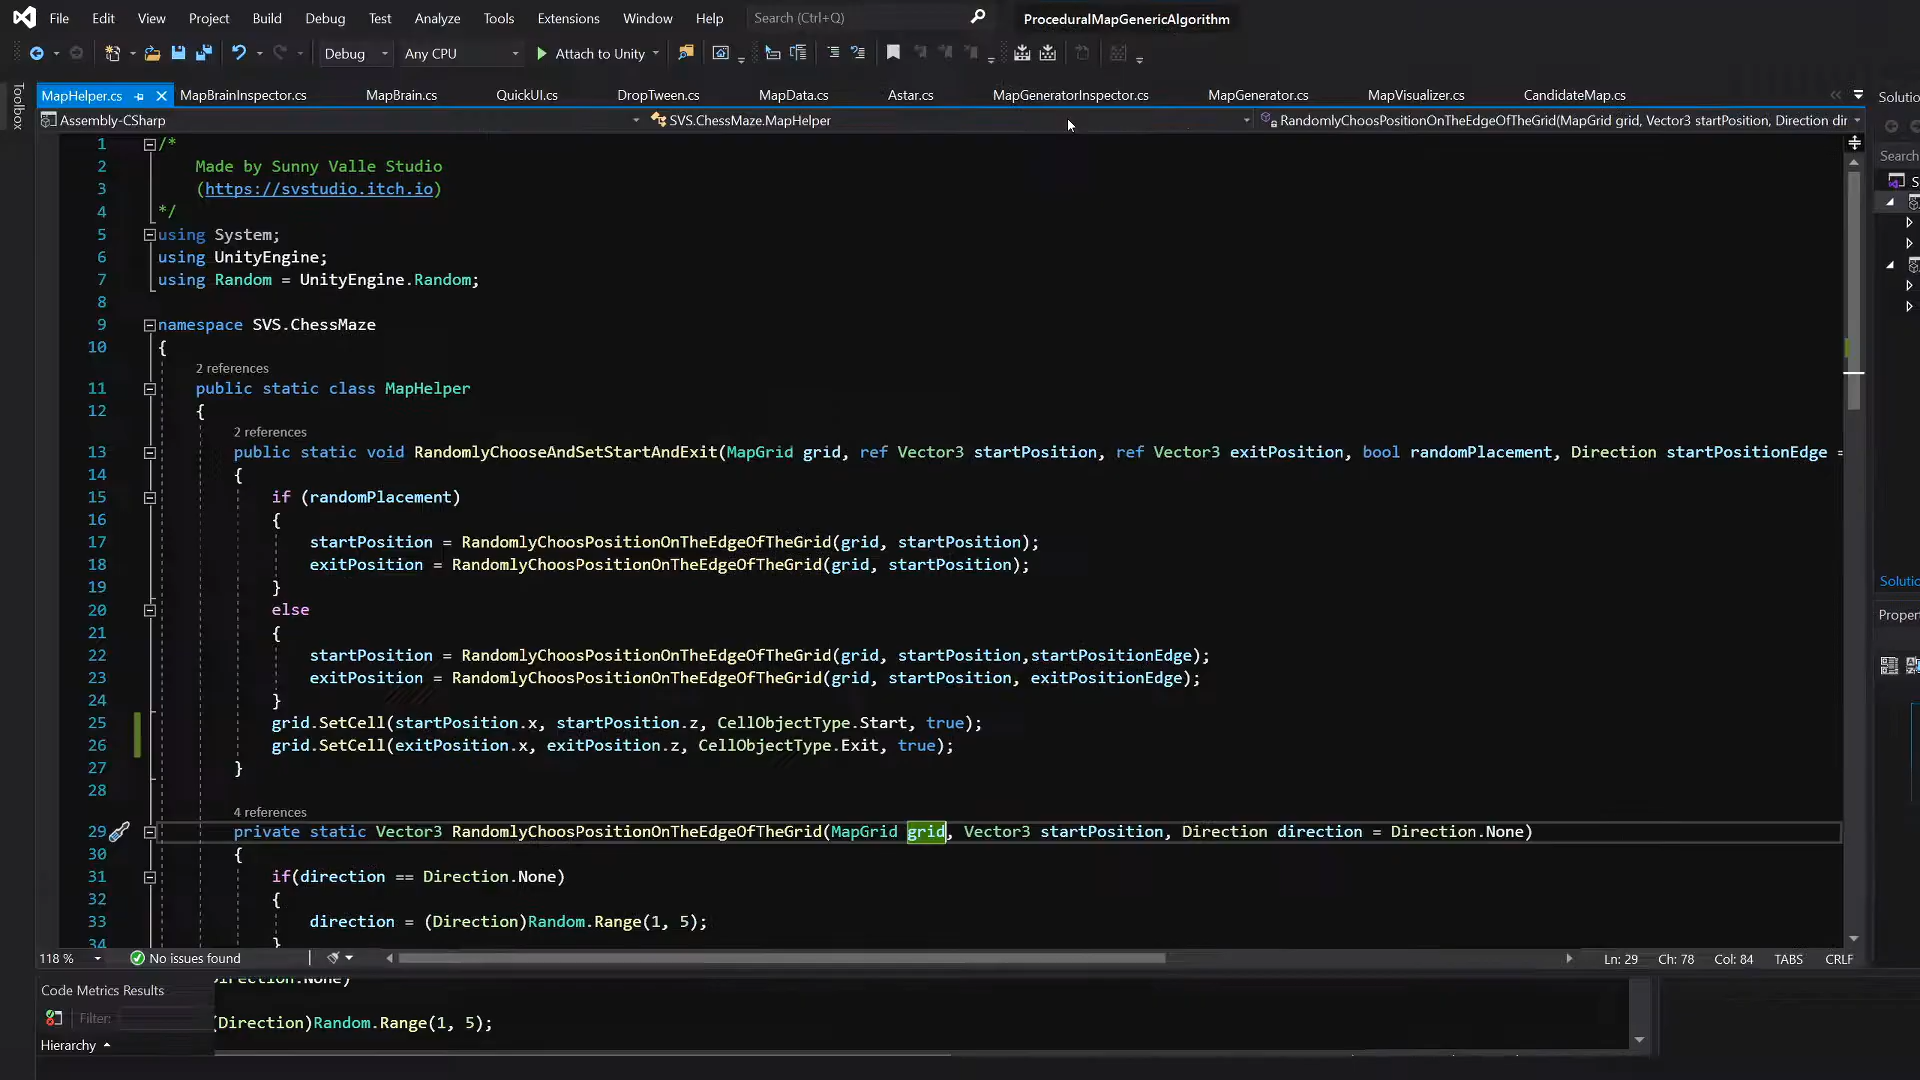 File Edit View Project Build Debug Test Analyze Tools Extensions Window Help Search (Ctrl+Q) ProceduralMapGenericAlgorithm
Debug Any CPU Attach to Unity
Toolbox
MapHelper.cs MapBrainInspector.cs MapBrain.cs QuickUI.cs DropTween.cs MapData.cs Astar.cs MapGeneratorInspector.cs MapGenerator.cs MapVisualizer.cs CandidateMap.cs
Assembly-CSharp SVS.ChessMaze.MapHelper RandomlyChoosPositionOnTheEdgeOfTheGrid(MapGrid grid, Vector3 startPosition, Direction dir
1 /*
2 Made by Sunny Valle Studio
3 (https://svstudio.itch.io)
4 */
5 using System;
6 using UnityEngine;
7 using Random = UnityEngine.Random;
8
9 namespace SVS.ChessMaze
10 {
2 references
11 public static class MapHelper
12 {
2 references
13 public static void RandomlyChooseAndSetStartAndExit(MapGrid grid, ref Vector3 startPosition, ref Vector3 exitPosition, bool randomPlacement, Direction startPositionEdge =
14 {
15 if (randomPlacement)
16 {
17 startPosition = RandomlyChoosPositionOnTheEdgeOfTheGrid(grid, startPosition);
18 exitPosition = RandomlyChoosPositionOnTheEdgeOfTheGrid(grid, startPosition);
19 }
20 else
21 {
22 startPosition = RandomlyChoosPositionOnTheEdgeOfTheGrid(grid, startPosition,startPositionEdge);
23 exitPosition = RandomlyChoosPositionOnTheEdgeOfTheGrid(grid, startPosition, exitPositionEdge);
24 }
25 grid.SetCell(startPosition.x, startPosition.z, CellObjectType.Start, true);
26 grid.SetCell(exitPosition.x, exitPosition.z, CellObjectType.Exit, true);
27 }
28
4 references
29 private static Vector3 RandomlyChoosPositionOnTheEdgeOfTheGrid(MapGrid grid, Vector3 startPosition, Direction direction = Direction.None)
30 {
31 if(direction == Direction.None)
32 {
33 direction = (Direction)Random.Range(1, 5);
34 }
118 % No issues found Ln: 29 Ch: 78 Col: 84 TABS CRLF
Direction.None)
Code Metrics Results
Filter: (Direction)Random.Range(1, 5);
Hierarchy
Solutio
Search
S
Solutio
Propert